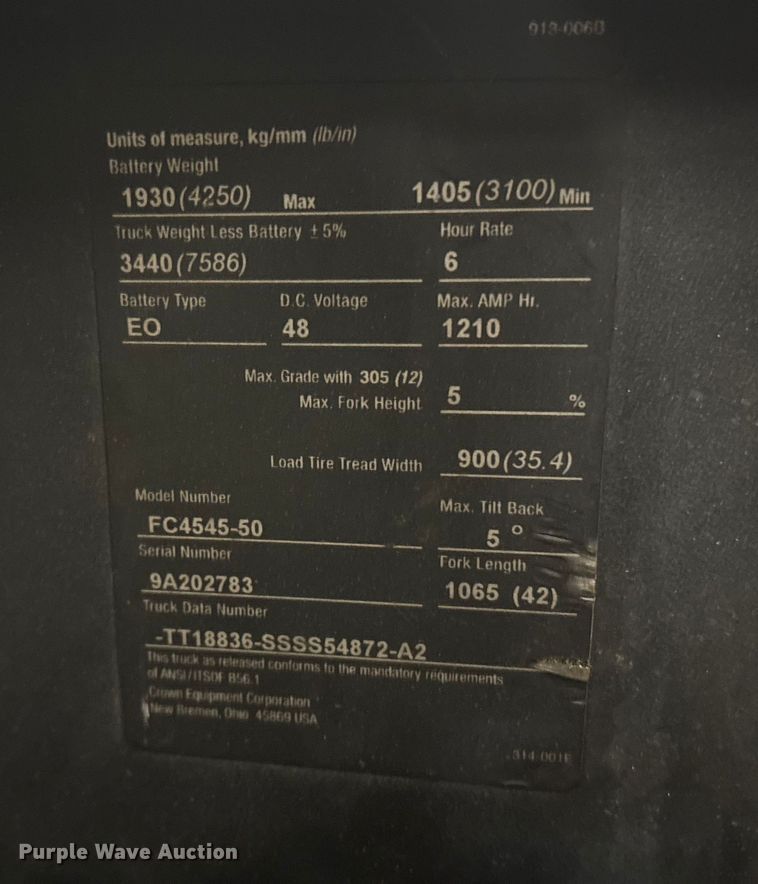 913-006
Units of measure, kg/mm (lb/in)
Battery Weight
1930 (4250) Max 1405 (3100) Min
Truck Weight Less Battery ± 5% Hour Rate
3440 (7586) 6
Battery Type D.C. Voltage Max. AMP Hr.
EO 48 1210
Max. Grade with 305 (12)
Max. Fork Height 5 %
Load Tire Tread Width 900 (35.4)
Model Number Max. Tilt Back
FC4545-50 5 °
Serial Number Fork Length
9A202783 1065 (42)
Truck Data Number
-TT18836-SSSS54872-A2
This truck as released conforms to the mandatory requirements
of ANSI/ITSDF B56.1
Crown Equipment Corporation
New Bremen, Ohio 45869 USA
314-001E
Purple Wave Auction